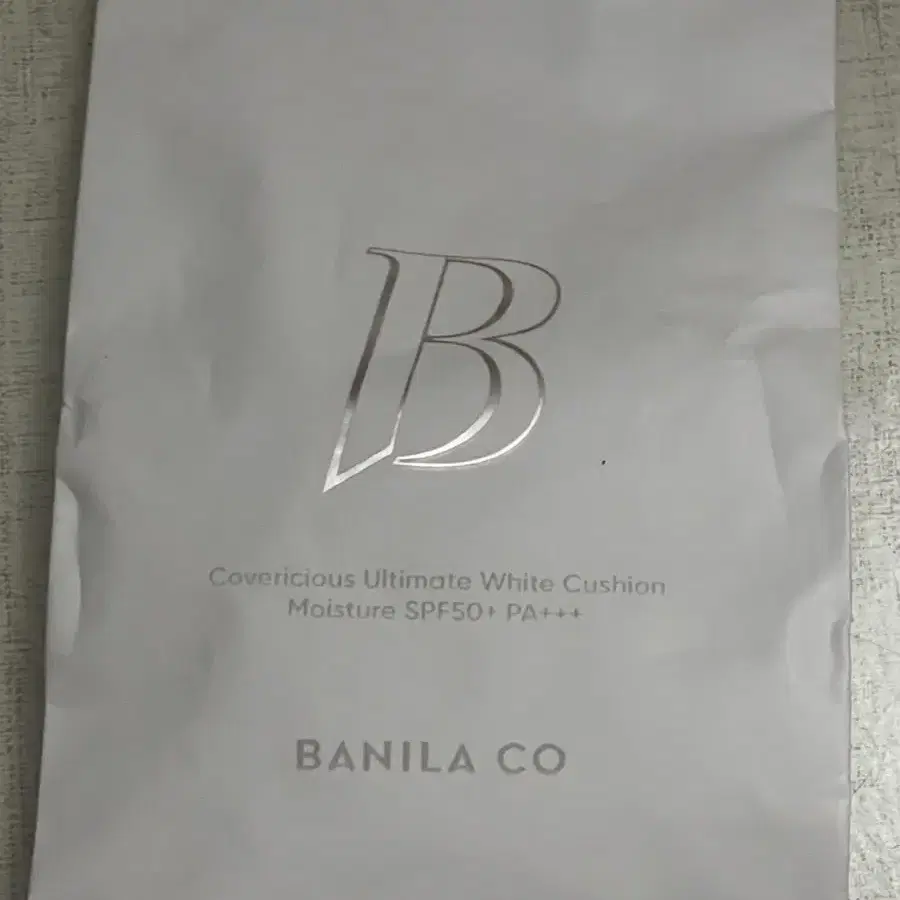 B
Covericious Ultimate White Cushion
Moisture SPF50+ PA+++
BANILA CO